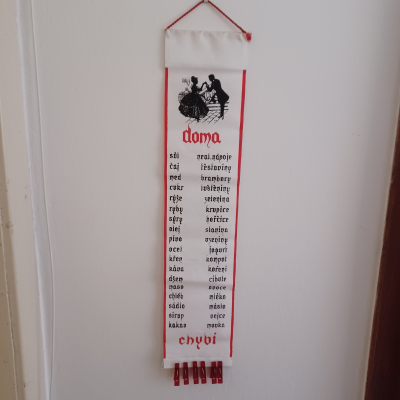 doma
sůl neal.nápoje
čaj těstoviny
med brambory
cukr luštěniny
rýže zelenina
ryby krupice
sýry hořčice
olej slanina
pivo uzeniny
ocet jogurt
křen kompot
káva koření
džem cibule
maso ovoce
chléb mléko
sádlo máslo
sirup vejce
kakao mouka
chybí